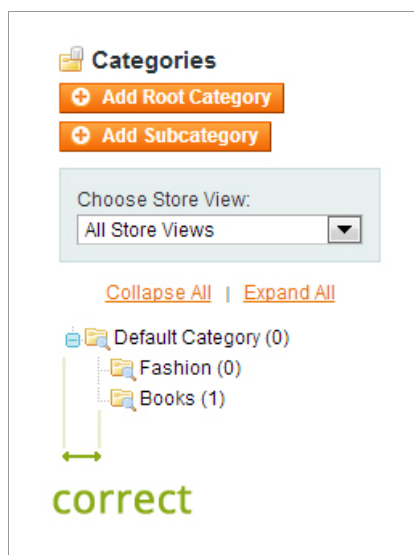 Categories
Add Root Category
Add Subcategory
Choose Store View:
All Store Views
Collapse All | Expand All
Default Category (0)
Fashion (0)
Books (1)
correct